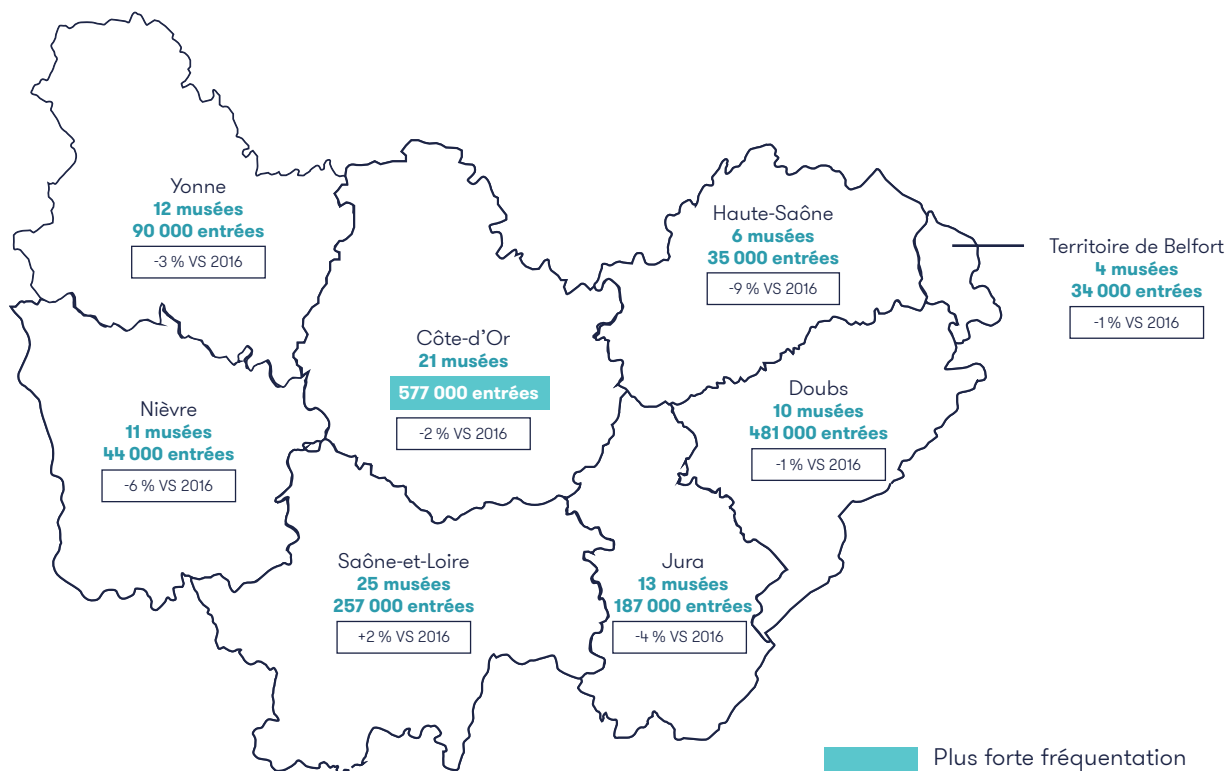 Yonne
12 musées
90 000 entrées
-3 % VS 2016
Haute-Saône
6 musées
35 000 entrées
-9 % VS 2016
Territoire de Belfort
4 musées
34 000 entrées
-1 % VS 2016
Côte-d'Or
21 musées
577 000 entrées
-2 % VS 2016
Doubs
10 musées
481 000 entrées
-1 % VS 2016
Nièvre
11 musées
44 000 entrées
-6 % VS 2016
Saône-et-Loire
25 musées
257 000 entrées
+2 % VS 2016
Jura
13 musées
187 000 entrées
-4 % VS 2016
Plus forte fréquentation